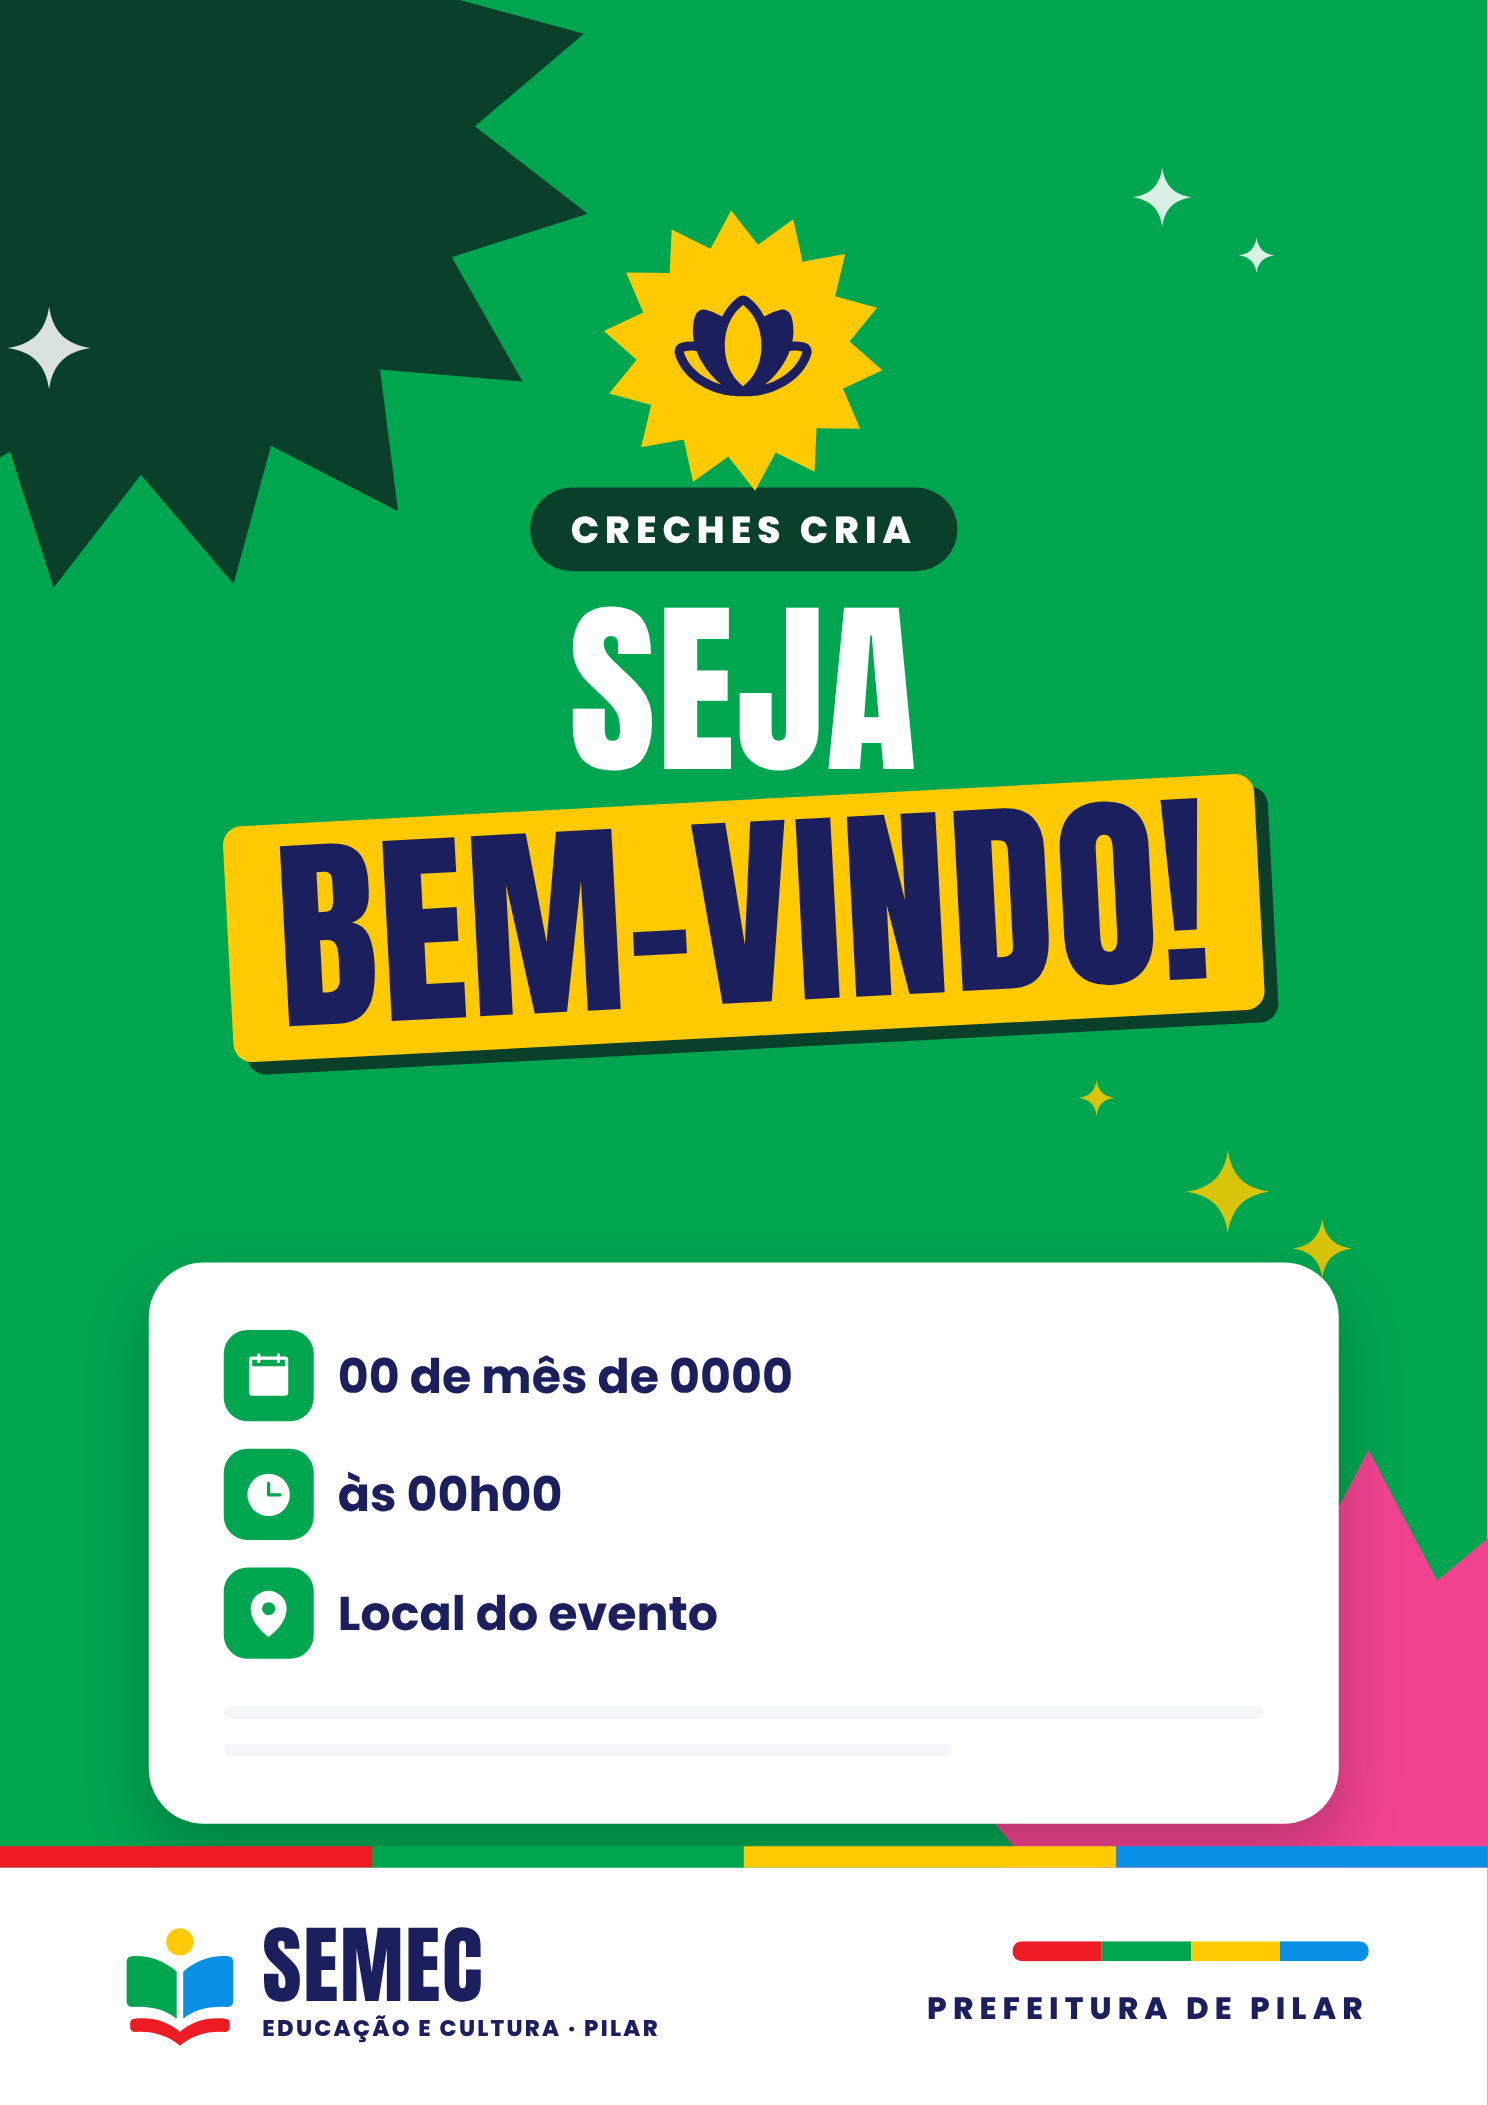 CRECHES CRIA
SEJA
BEM-VINDO!
00 de mês de 0000
às 00h00
Local do evento
SEMEC
EDUCAÇÃO E CULTURA · PILAR
PREFEITURA DE PILAR